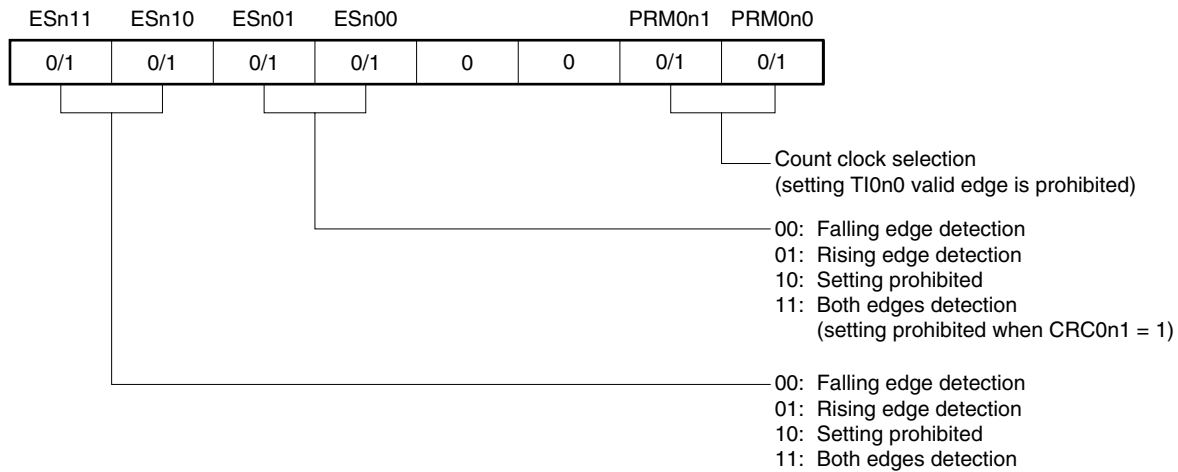 ESn11 ESn10 ESn01 ESn00 PRM0n1 PRM0n0
0/1 0/1 0/1 0/1 0 0 0/1 0/1
Count clock selection
(setting TI0n0 valid edge is prohibited)
00: Falling edge detection
01: Rising edge detection
10: Setting prohibited
11: Both edges detection
(setting prohibited when CRC0n1 = 1)
00: Falling edge detection
01: Rising edge detection
10: Setting prohibited
11: Both edges detection